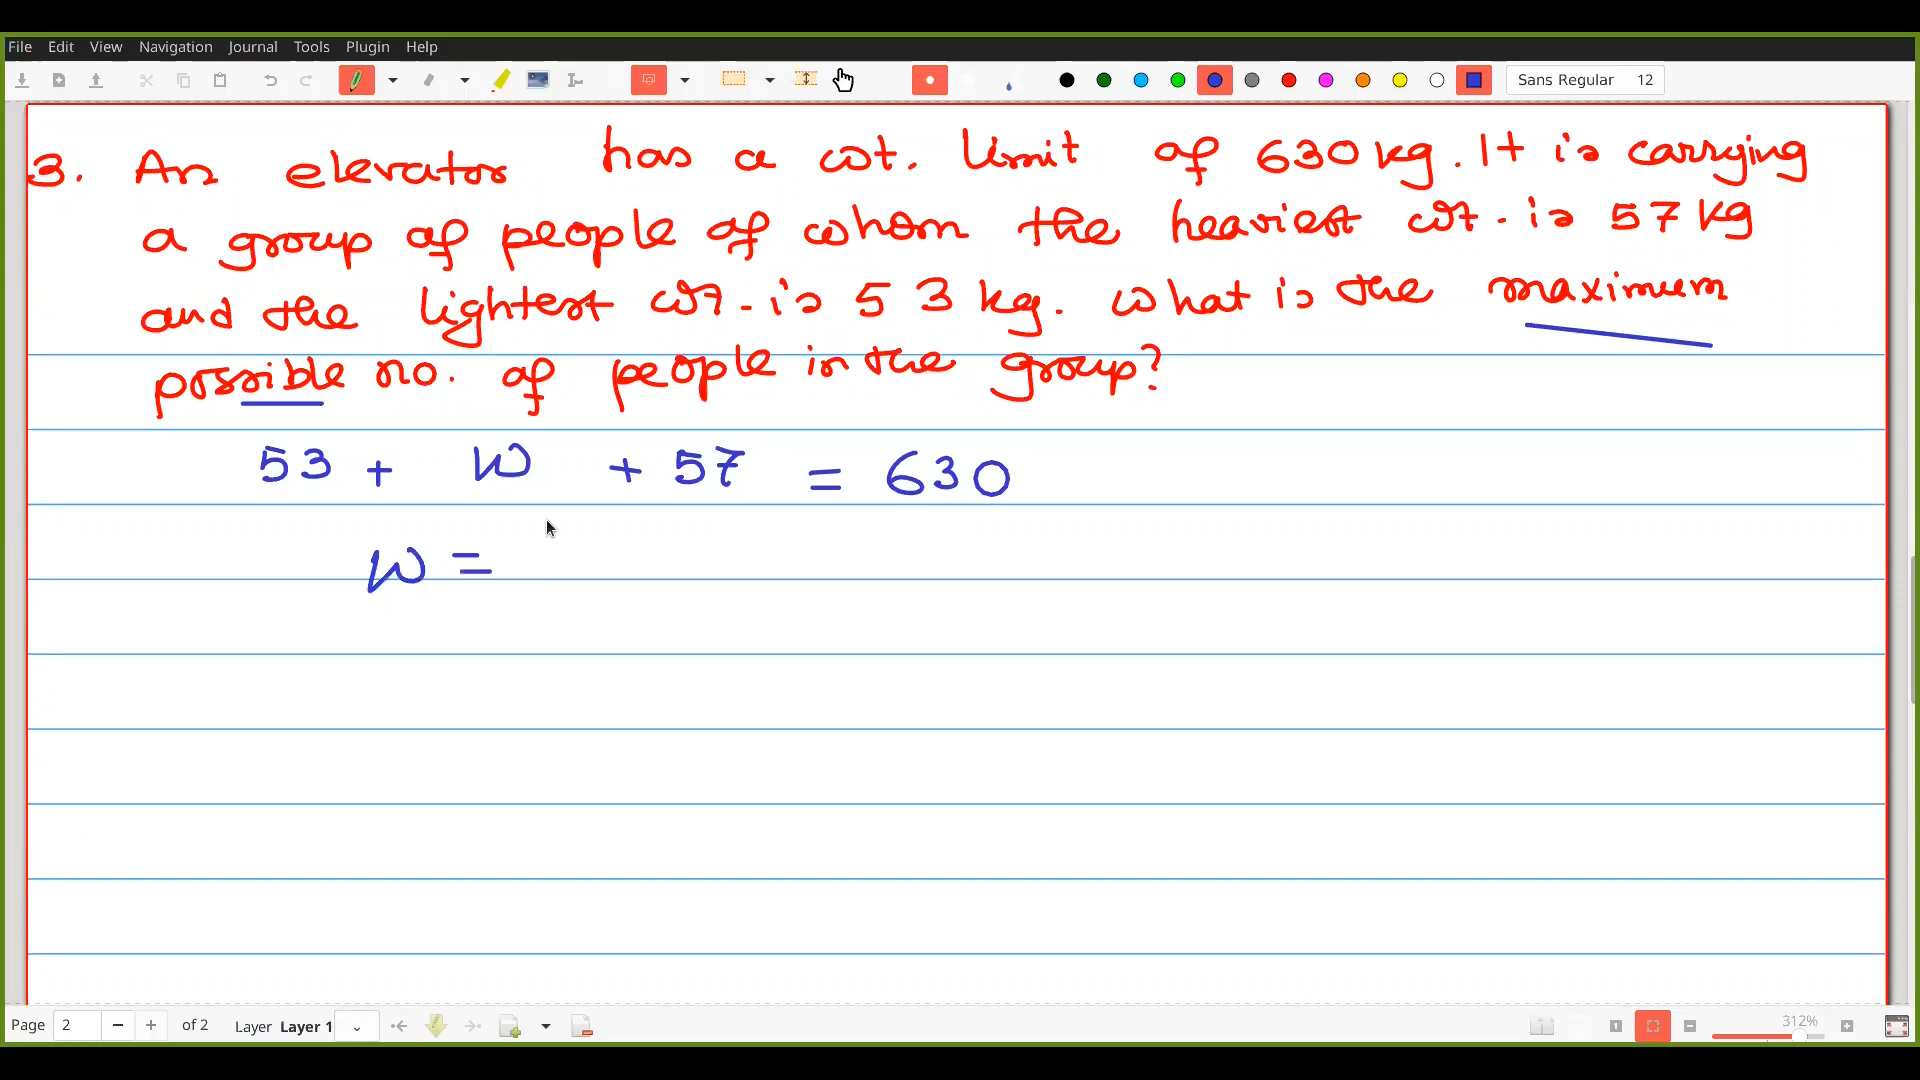 File Edit View Navigation Journal Tools Plugin Help
Sans Regular 12
3. An elevator has a wt. limit of 630 kg. It is carrying
a group of people of whom the heaviest wt. is 57 kg
and the lightest wt. is 53 kg. What is the maximum
possible no. of people in the group?
53 + W + 57 = 630
W =
Page 2 of 2 Layer Layer 1 312%